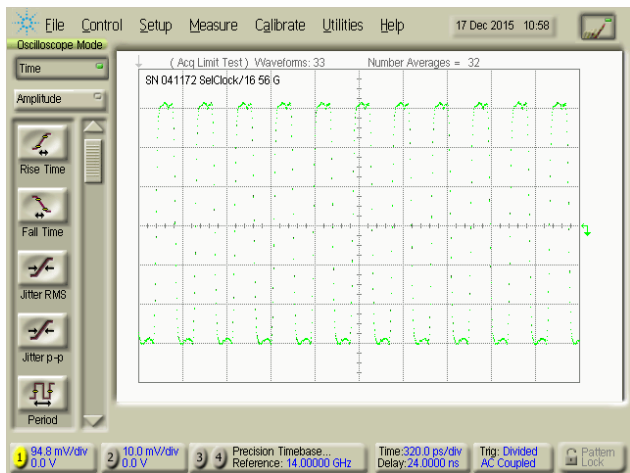 File Control Setup Measure Calibrate Utilities Help 17 Dec 2015 10:58
Oscilloscope Mode
Time
Amplitude
Rise Time
Fall Time
Jitter RMS
Jitter p-p
Period
( Acq Limit Test ) Waveforms: 33 Number Averages = 32
SN 041172 SelClock/16 56 G
1 94.8 mV/div
0.0 V
2 10.0 mV/div
0.0 V
3 4 Precision Timebase...
Reference: 14.00000 GHz
Time:320.0 ps/div
Delay:24.0000 ns
Trig: Divided
AC Coupled
Pattern
Lock